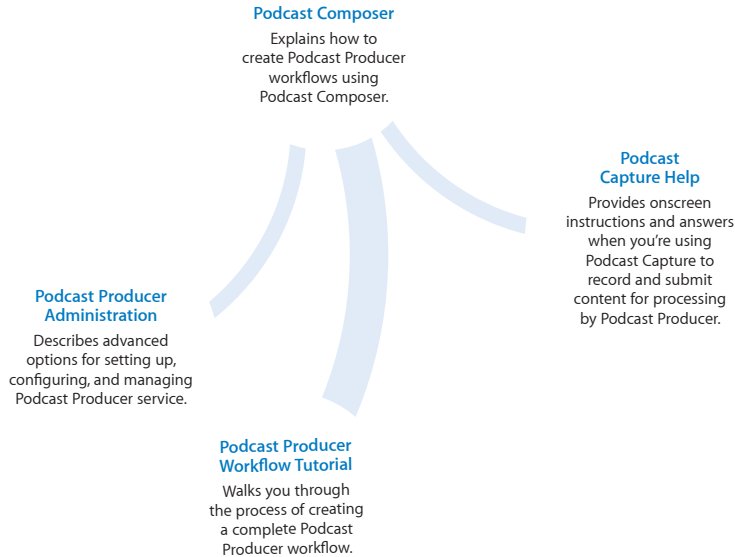 Podcast Composer
Explains how to
create Podcast Producer
workflows using
Podcast Composer.
Podcast
Capture Help
Provides onscreen
instructions and answers
when you're using
Podcast Capture to
record and submit
content for processing
by Podcast Producer.
Podcast Producer
Administration
Describes advanced
options for setting up,
configuring, and managing
Podcast Producer service.
Podcast Producer
Workflow Tutorial
Walks you through
the process of creating
a complete Podcast
Producer workflow.